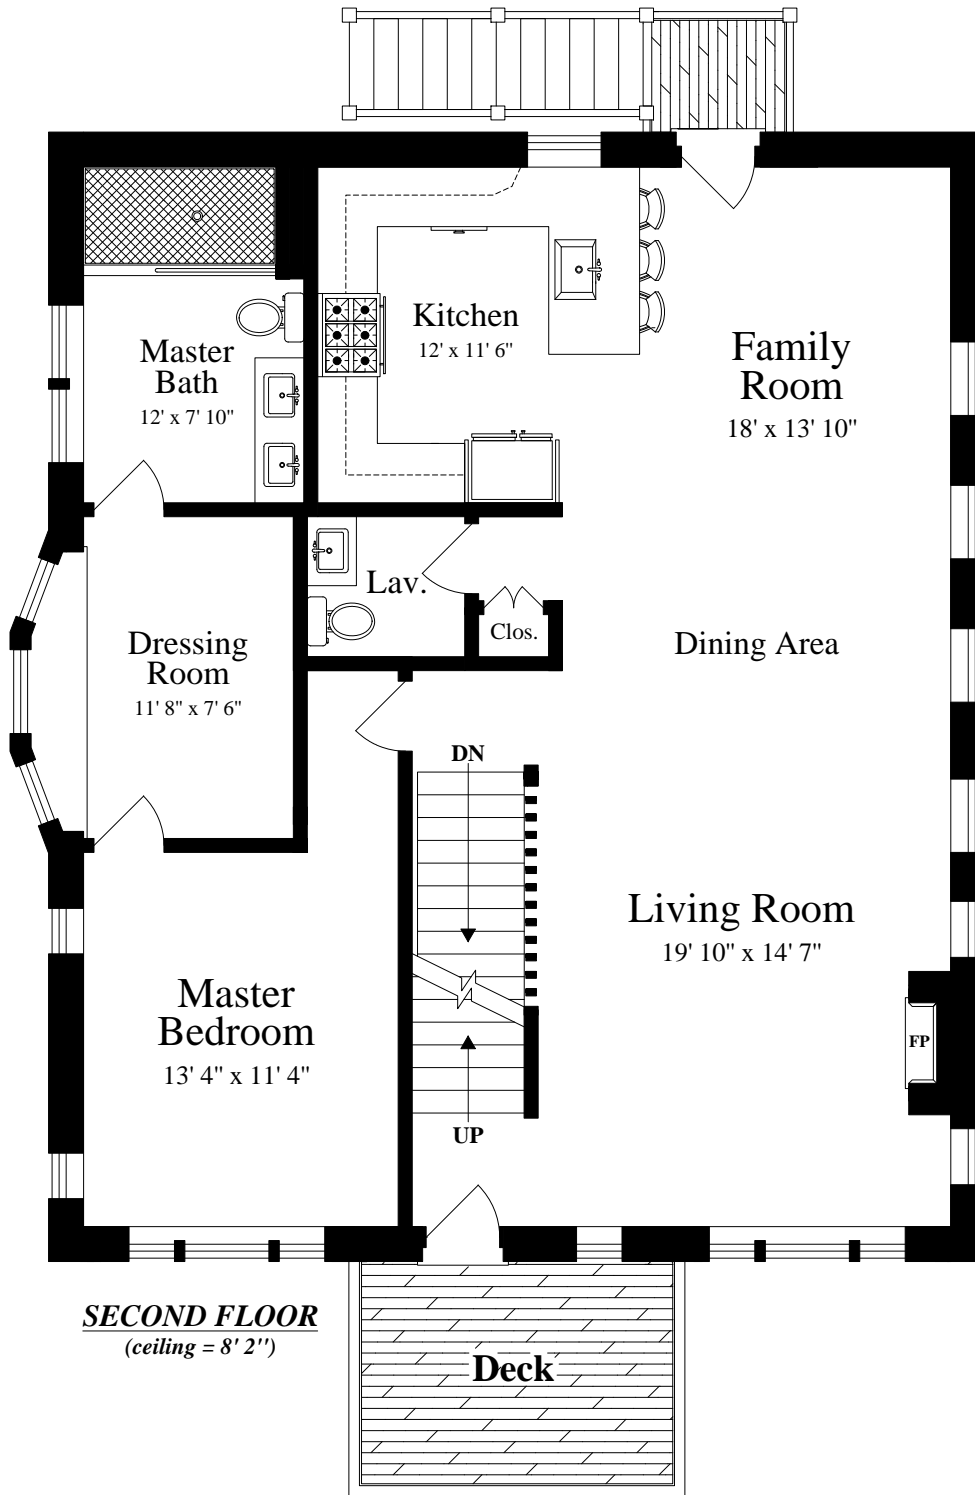 Kitchen
12' x 11' 6"
Master
Bath
12' x 7' 10"
Family
Room
18' x 13' 10"
Lav.
Clos.
Dressing
Room
11' 8" x 7' 6"
Dining Area
DN
Living Room
19' 10" x 14' 7"
Master
Bedroom
13' 4" x 11' 4"
FP
UP
SECOND FLOOR
(ceiling = 8' 2")
Deck